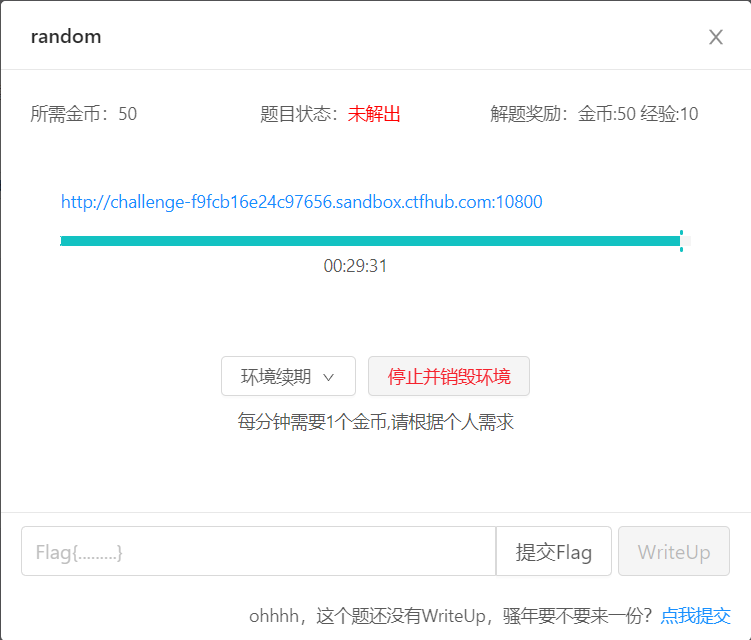 random
所需金币：50 题目状态：未解出 解题奖励：金币:50 经验:10
http://challenge-f9fcb16e24c97656.sandbox.ctfhub.com:10800
00:29:31
环境续期 停止并销毁环境
每分钟需要1个金币,请根据个人需求
Flag{.........} 提交Flag WriteUp
ohhhh，这个题还没有WriteUp，骚年要不要来一份？点我提交